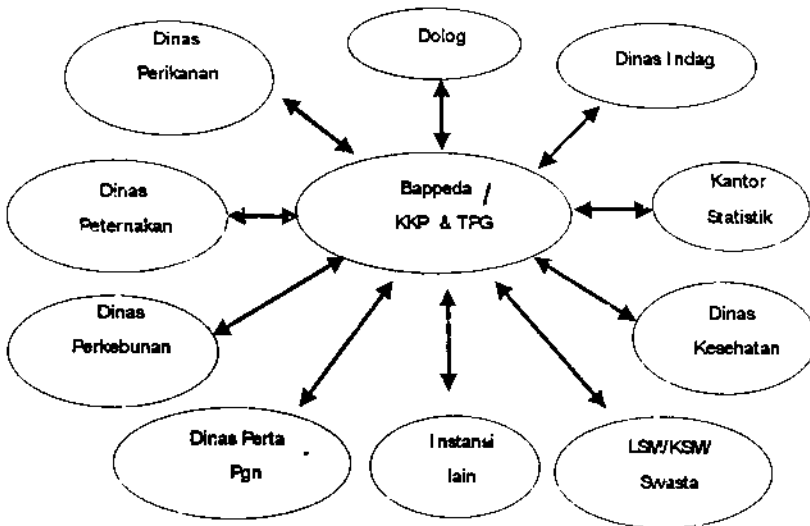 Dinas
Perikanan
Dolog
Dinas Indag
Dinas
Peternakan
Bappeda /
KKP & TPG
Kantor
Statistik
Dinas
Perkebunan
Dinas
Kesehatan
Dinas Perta
Pgn
Instansi
lain
LSM/KSM/
Swasta